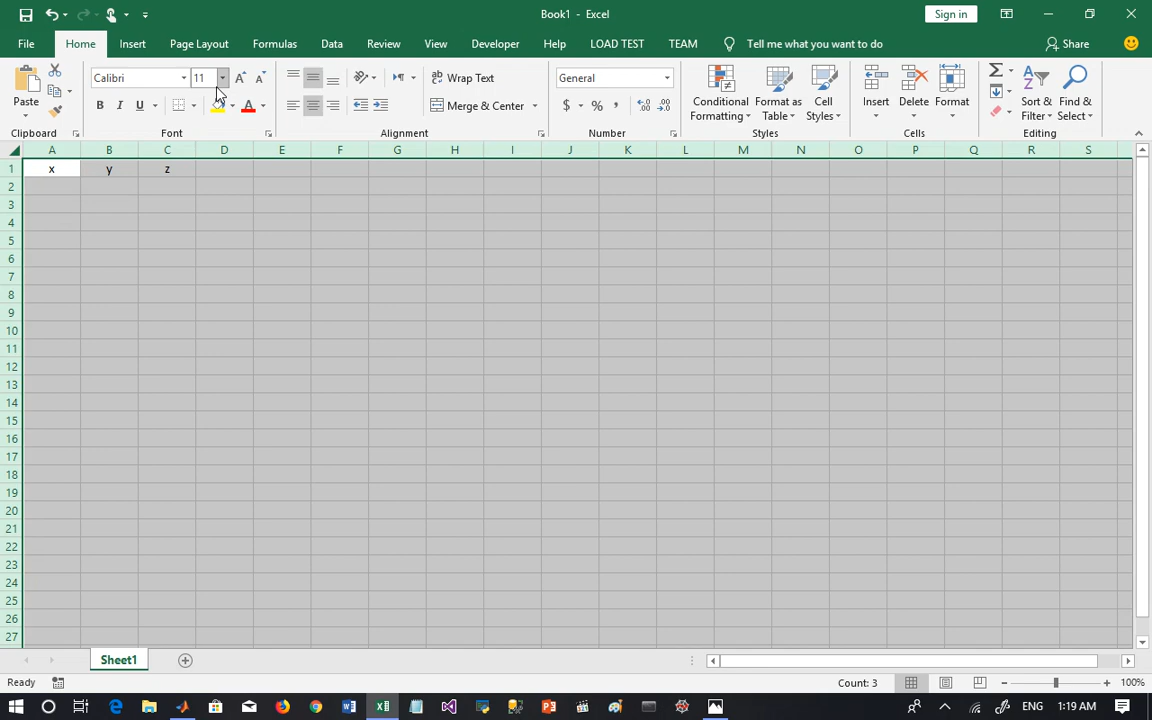 Book1 - Excel
Sign in
File Home Insert Page Layout Formulas Data Review View Developer Help LOAD TEST TEAM Tell me what you want to do Share
Calibri 11 Wrap Text General
Paste B I U A Merge & Center $ % , Conditional Formatting Format as Table Cell Styles Insert Delete Format Sort & Filter Find & Select
Clipboard Font Alignment Number Styles Cells Editing
A B C D E F G H I J K L M N O P Q R S
1 x y z
2
3
4
5
6
7
8
9
10
11
12
13
14
15
16
17
18
19
20
21
22
23
24
25
26
27
Sheet1
Ready Count: 3 100%
ENG 1:19 AM